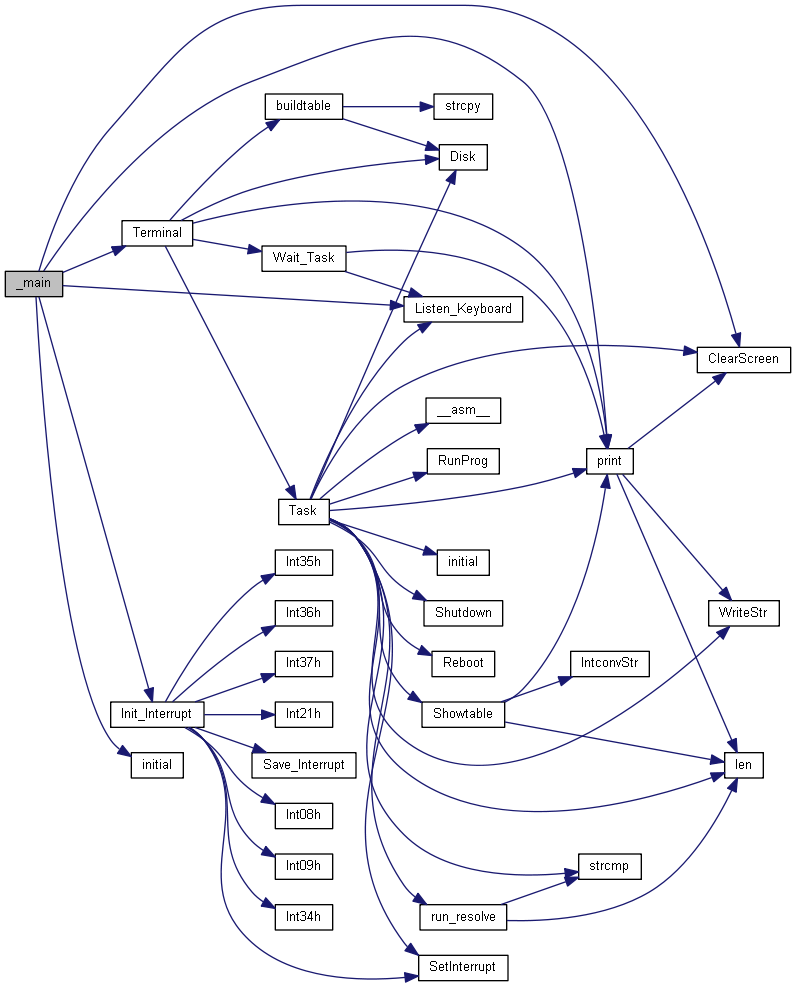 buildtable
strcpy
Disk
Terminal
Wait_Task
_main
Listen_Keyboard
ClearScreen
__asm__
RunProg
print
Task
Int35h
initial
Int36h
Shutdown
WriteStr
Int37h
Reboot
IntconvStr
Init_Interrupt
Int21h
Showtable
initial
Save_Interrupt
len
Int08h
Int09h
strcmp
Int34h
run_resolve
SetInterrupt